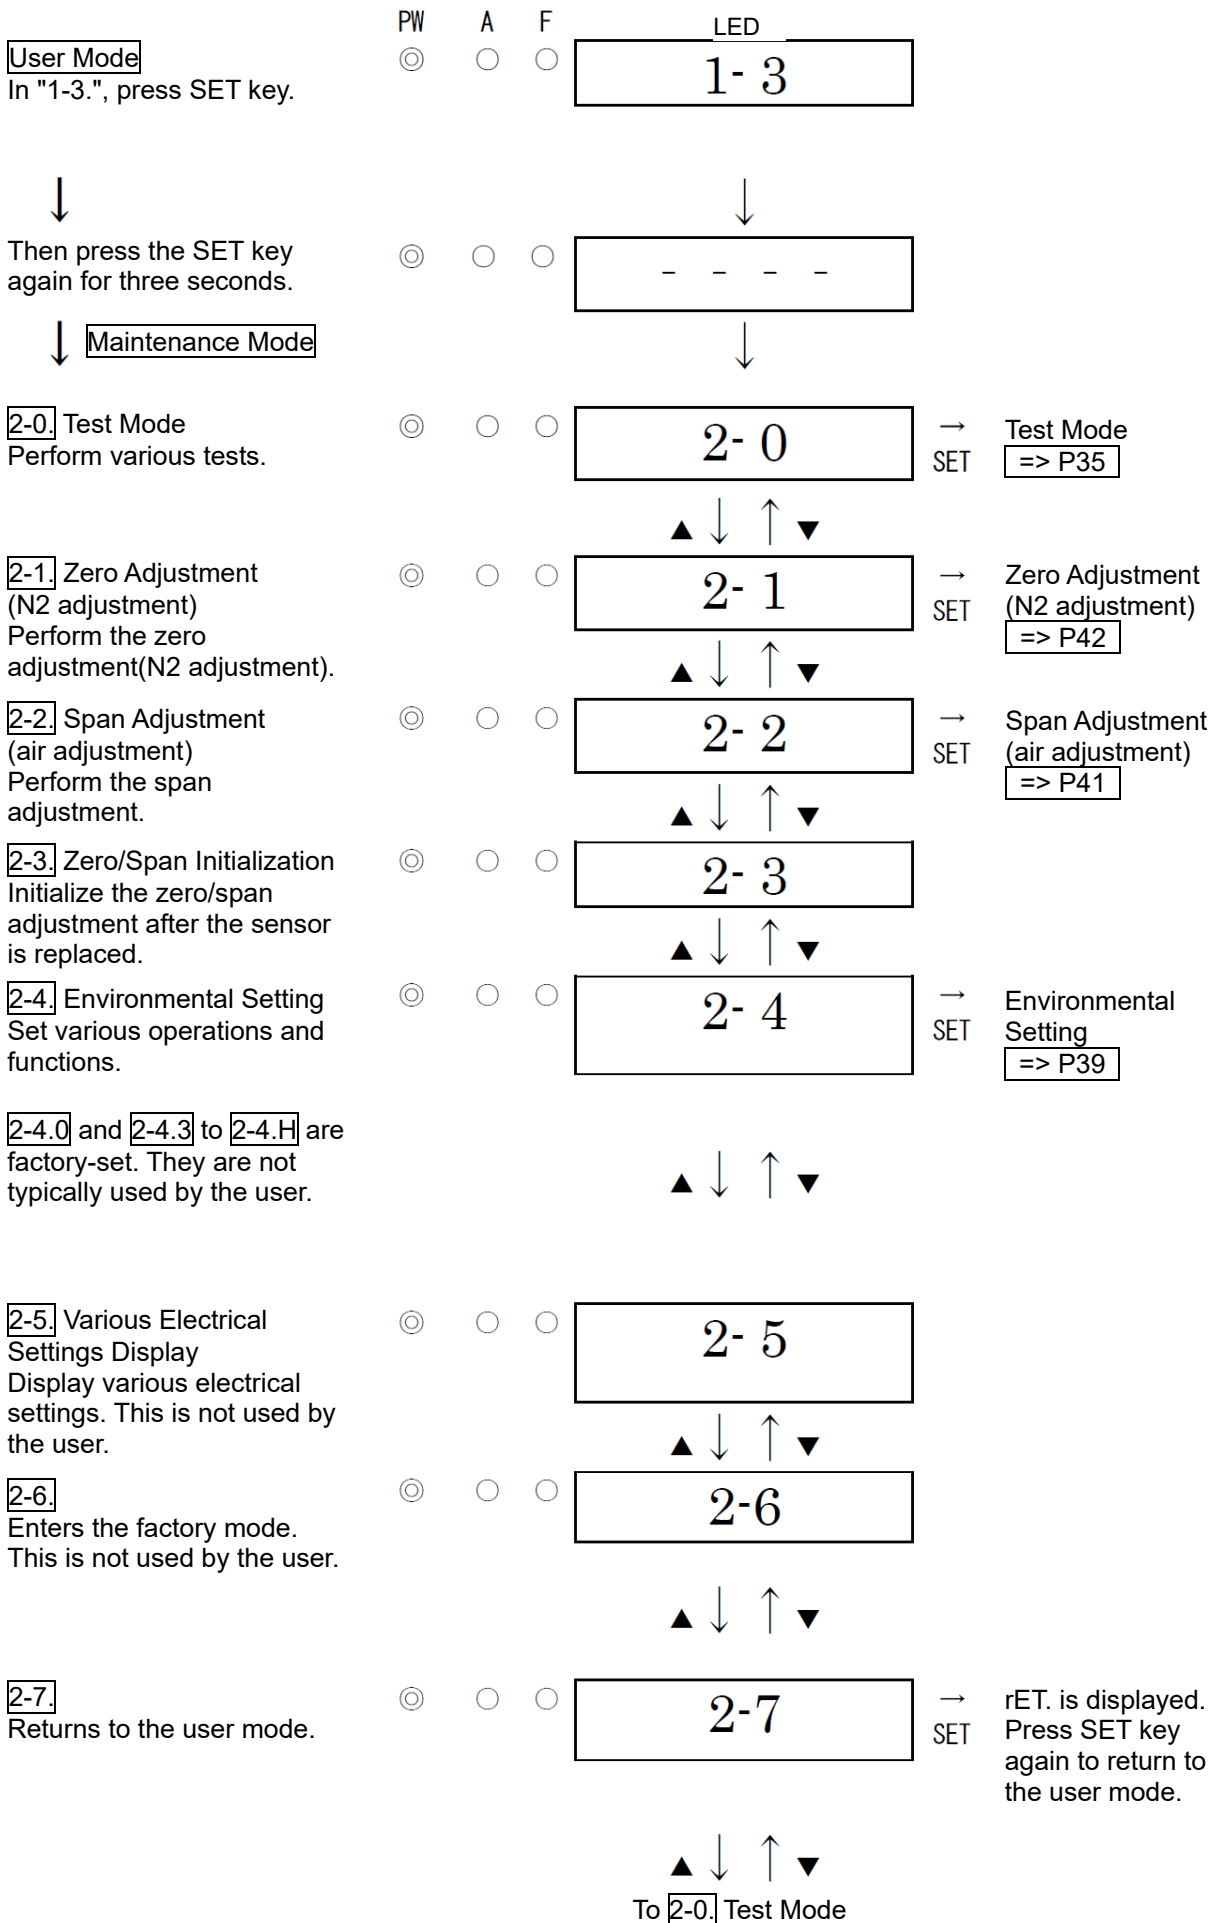 PW A F LED
User Mode
In "1-3.", press SET key.
◎ ○ ○ 1- 3
↓ ↓
Then press the SET key
again for three seconds.
◎ ○ ○ - - - -
↓ Maintenance Mode ↓
2-0. Test Mode
Perform various tests.
◎ ○ ○ 2- 0
→
SET
Test Mode
=> P35
▲ ↓ ↑ ▼
2-1. Zero Adjustment
(N2 adjustment)
Perform the zero
adjustment(N2 adjustment).
◎ ○ ○ 2- 1
→
SET
Zero Adjustment
(N2 adjustment)
=> P42
▲ ↓ ↑ ▼
2-2. Span Adjustment
(air adjustment)
Perform the span
adjustment.
◎ ○ ○ 2- 2
→
SET
Span Adjustment
(air adjustment)
=> P41
▲ ↓ ↑ ▼
2-3. Zero/Span Initialization
Initialize the zero/span
adjustment after the sensor
is replaced.
◎ ○ ○ 2- 3
▲ ↓ ↑ ▼
2-4. Environmental Setting
Set various operations and
functions.
◎ ○ ○ 2- 4
→
SET
Environmental
Setting
=> P39
2-4.0 and 2-4.3 to 2-4.H are
factory-set. They are not
typically used by the user.
▲ ↓ ↑ ▼
2-5. Various Electrical
Settings Display
Display various electrical
settings. This is not used by
the user.
◎ ○ ○ 2- 5
▲ ↓ ↑ ▼
2-6.
Enters the factory mode.
This is not used by the user.
◎ ○ ○ 2-6
▲ ↓ ↑ ▼
2-7.
Returns to the user mode.
◎ ○ ○ 2-7
→
SET
rET. is displayed.
Press SET key
again to return to
the user mode.
▲ ↓ ↑ ▼
To 2-0. Test Mode